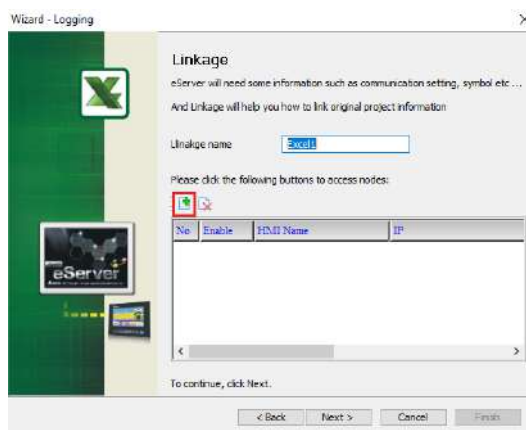 Wizard - Logging
Linkage
eServer will need some information such as communication setting, symbol etc ...
And Linkage will help you how to link original project information
Llinakge name
Excel1
Please click the following buttons to access nodes:
No Enable HMI Name IP
eServer
To continue, click Next.
< Back Next > Cancel Finish